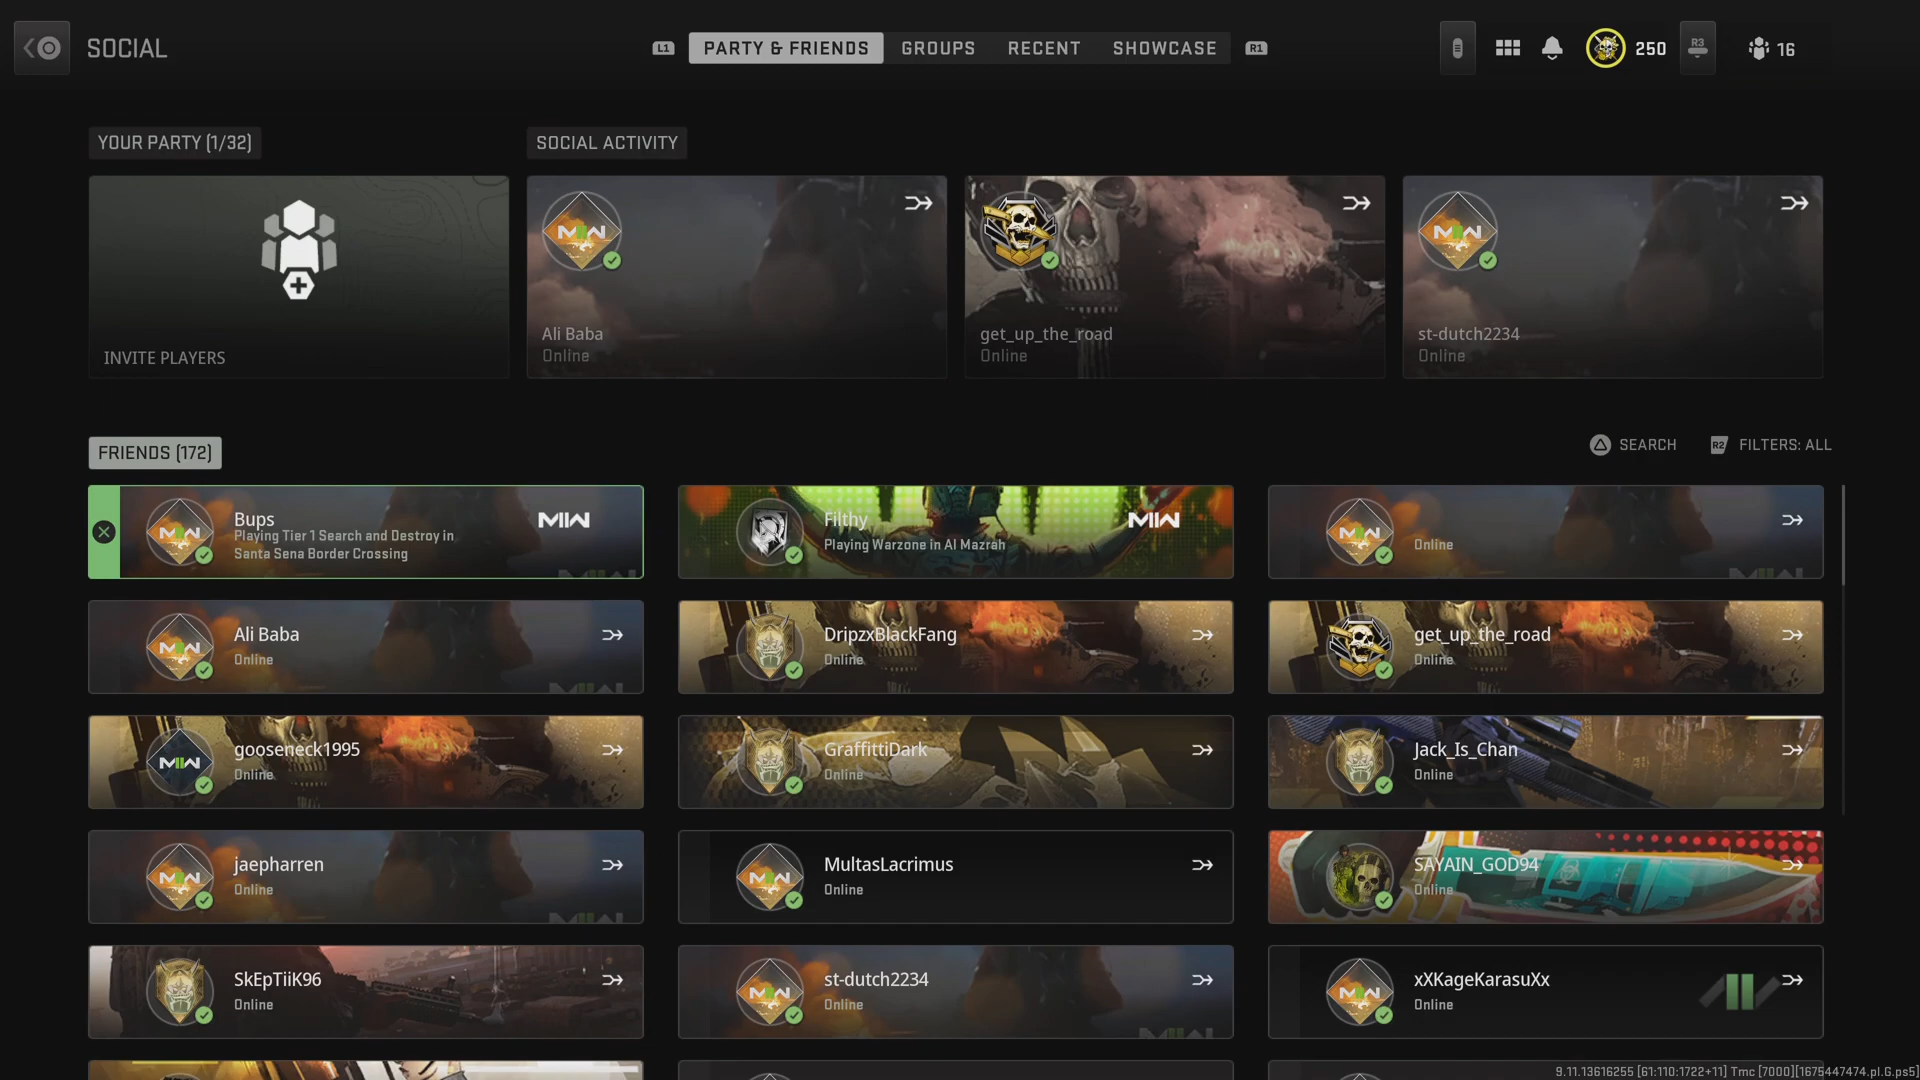 SOCIAL
L1
PARTY & FRIENDS
GROUPS
RECENT
SHOWCASE
R1
250
R3
16
YOUR PARTY (1/32)
SOCIAL ACTIVITY
INVITE PLAYERS
Ali Baba
Online
get_up_the_road
Online
st-dutch2234
Online
FRIENDS (172)
SEARCH
R2
FILTERS: ALL
Bups
Playing Tier 1 Search and Destroy in
Santa Sena Border Crossing
MW
Filthy
Playing Warzone in Al Mazrah
MW
Online
Ali Baba
Online
DripzxBlackFang
Online
get_up_the_road
Online
gooseneck1995
Online
GraffittiDark
Online
Jack_Is_Chan
Online
jaepharren
Online
MultasLacrimus
Online
SAYAIN_GOD94
Online
SkEpTiiK96
Online
st-dutch2234
Online
xXKageKarasuXx
Online
9.11.13616255 [61:110:1722+11] Tmc [7000][1675447474.pl.G.ps5]